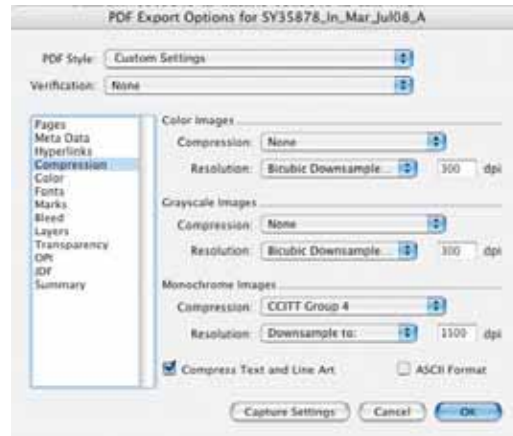 PDF Export Options for SY35878_In_Mar_Jul08_A
PDF Style: Custom Settings
Verification: None
Pages
Meta Data
Hyperlinks
Compression
Color
Fonts
Marks
Bleed
Layers
Transparency
OPI
JDF
Summary
Color Images
Compression: None
Resolution: Bicubic Downsample... 300 dpi
Grayscale Images
Compression: None
Resolution: Bicubic Downsample... 300 dpi
Monochrome Images
Compression: CCITT Group 4
Resolution: Downsample to: 1500 dpi
Compress Text and Line Art
ASCII Format
Capture Settings
Cancel
OK